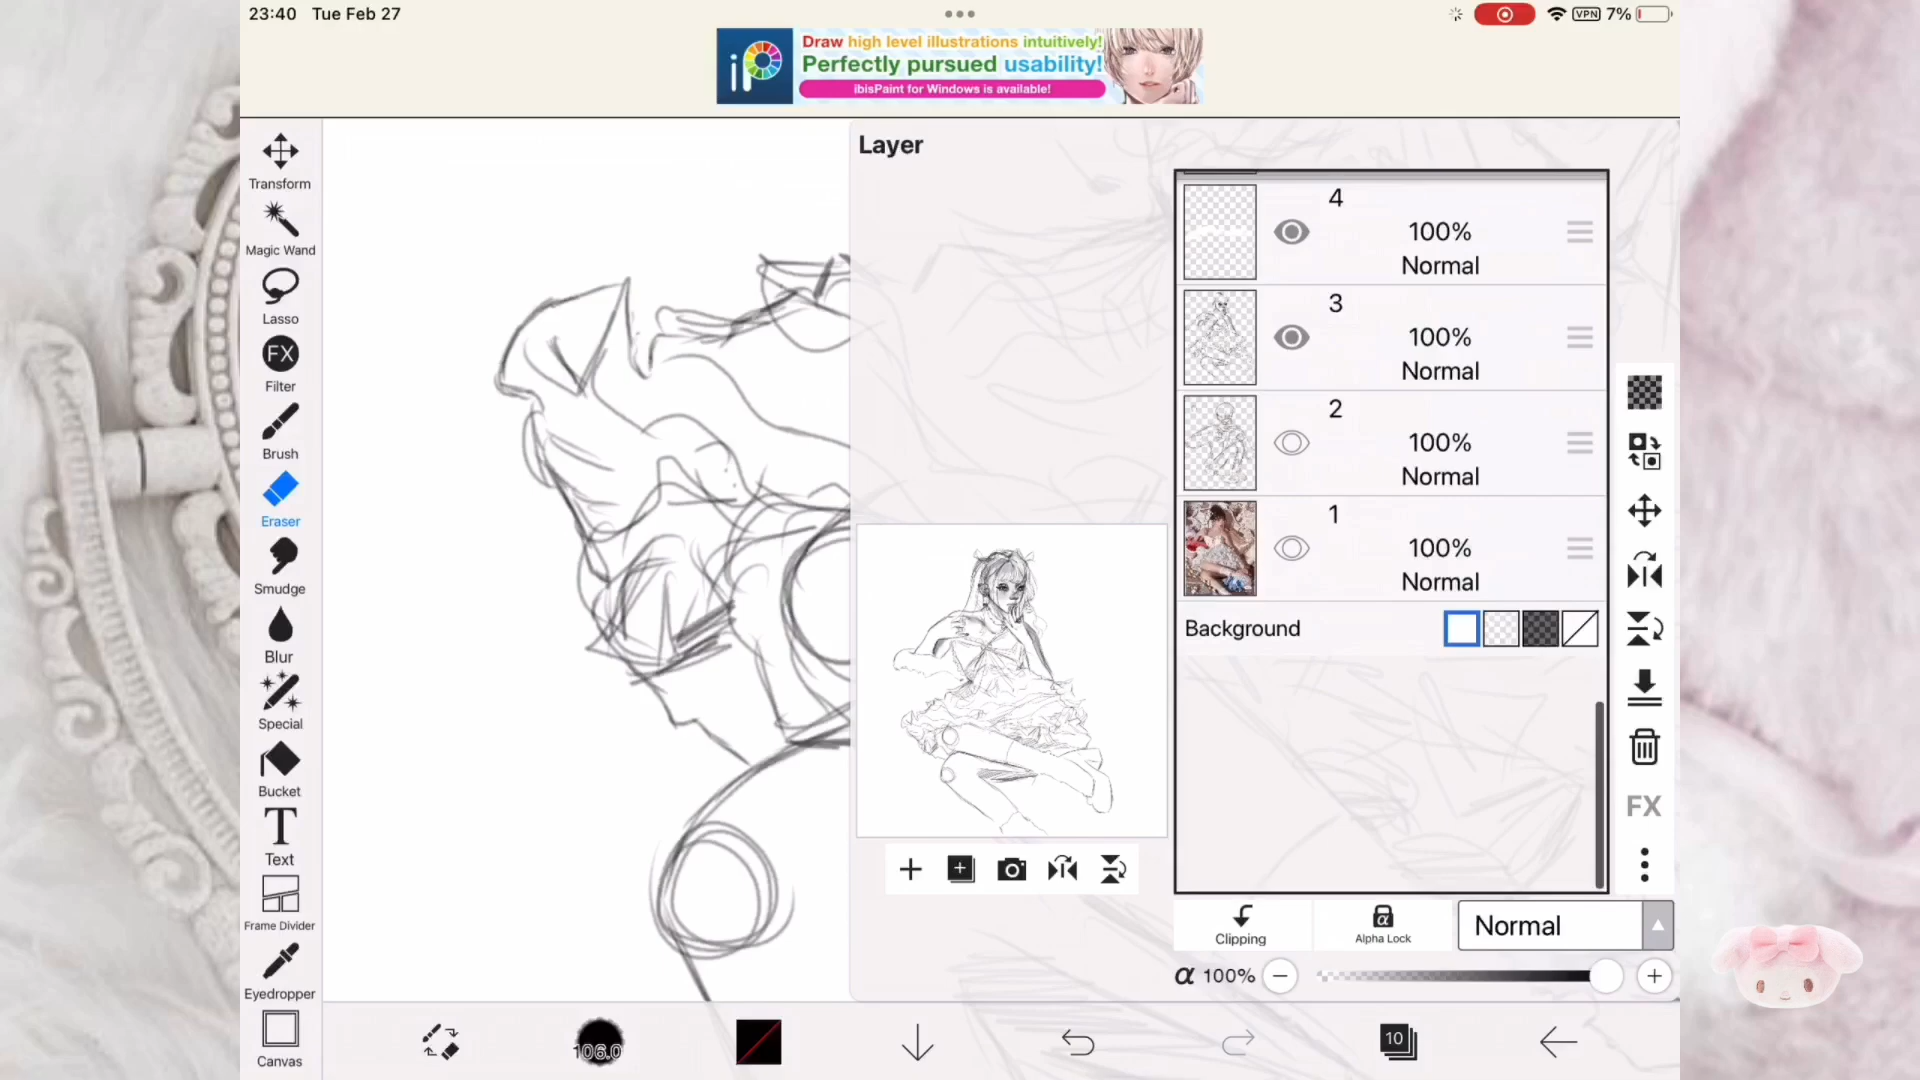 23:40 Tue Feb 27
VPN 7%
Draw high level illustrations intuitively!
Perfectly pursued usability!
ibisPaint for Windows is available!
iP
Layer
Transform
Magic Wand
Lasso
FX
Filter
Brush
Eraser
Smudge
Blur
Special
Bucket
T
Text
Frame Divider
Eyedropper
Canvas
4
100%
Normal
3
100%
Normal
2
100%
Normal
1
100%
Normal
Background
FX
Clipping
α
Alpha Lock
Normal
α 100%
106.0
10